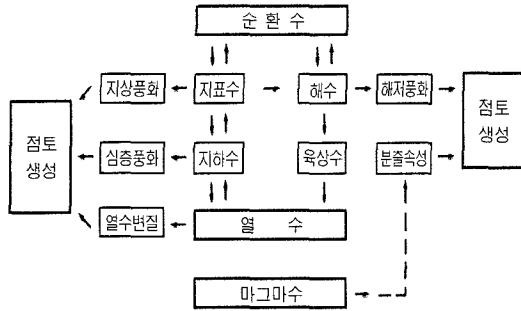 순환수
지상풍화
지표수
해수
해저풍화
점토
생성
점토
생성
심층풍화
지하수
육상수
분출속성
열수변질
열 수
마그마수